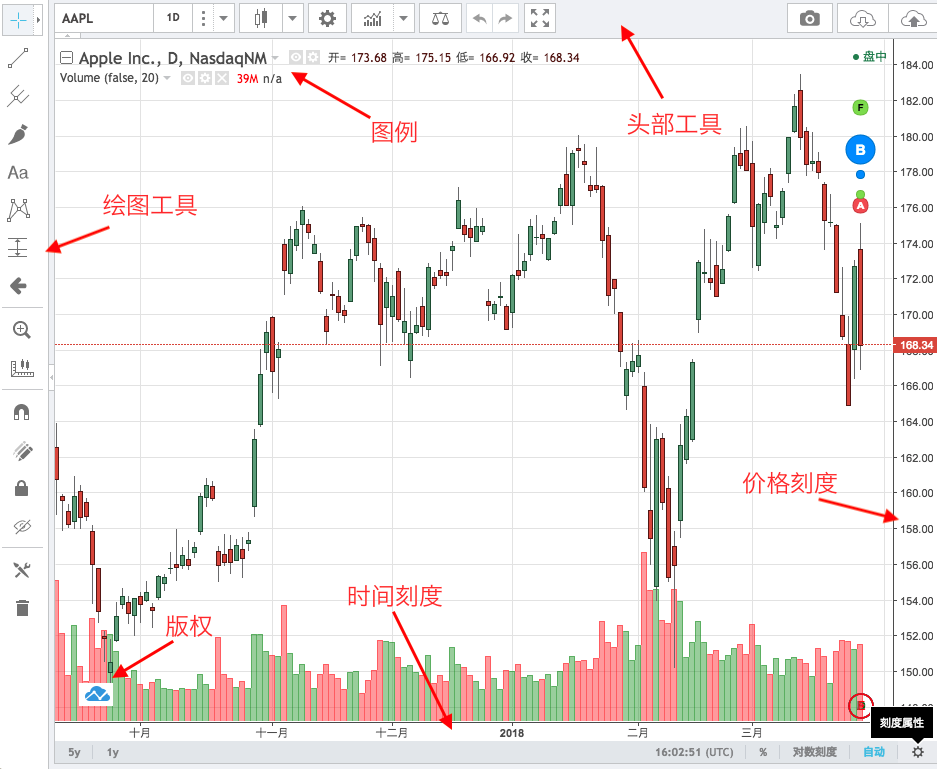 AAPL
1D
Apple Inc., D, NasdaqNM
开= 173.68 高= 175.15 低= 166.92 收= 168.34
盘中
Volume (false, 20)
39M n/a
图例
头部工具
绘图工具
Aa
F
B
A
184.00
182.00
180.00
178.00
176.00
174.00
172.00
170.00
168.34
166.00
164.00
162.00
160.00
158.00
156.00
154.00
152.00
150.00
价格刻度
时间刻度
版权
刻度属性
十月
十一月
十二月
2018
二月
三月
5y
1y
16:02:51 (UTC)
%
对数刻度
自动